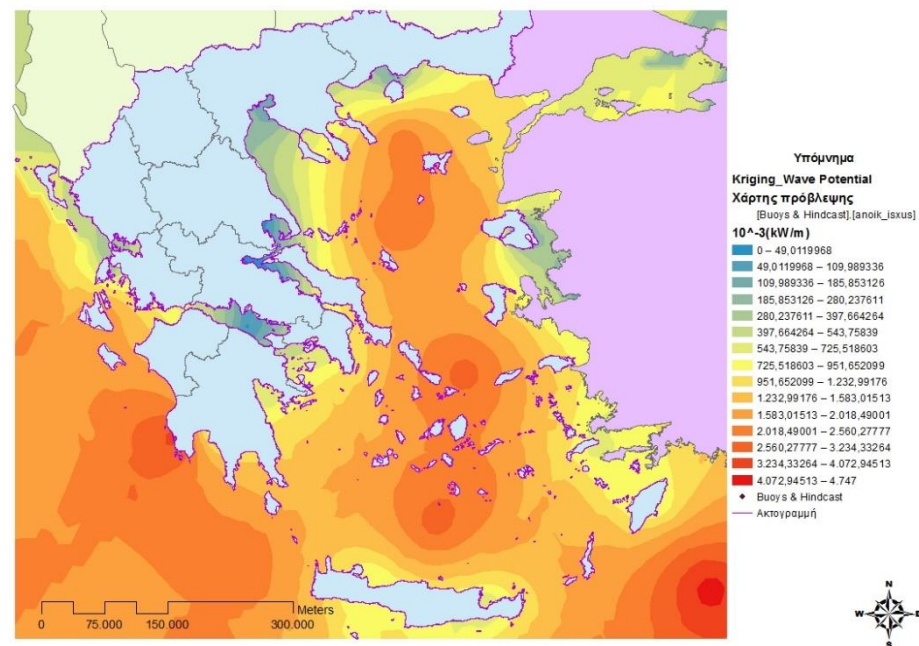 Υπόμνημα
Kriging_Wave Potential
Χάρτης πρόβλεψης
[Buoys & Hindcast].[anoik_isxus]
10^-3(kW/m)
0 – 49,0119968
49,0119968 – 109,989336
109,989336 – 185,853126
185,853126 – 280,237611
280,237611 – 397,664264
397,664264 – 543,75839
543,75839 – 725,518603
725,518603 – 951,652099
951,652099 – 1.232,99176
1.232,99176 – 1.583,01513
1.583,01513 – 2.018,49001
2.018,49001 – 2.560,27777
2.560,27777 – 3.234,33264
3.234,33264 – 4.072,94513
4.072,94513 – 4.747
Buoys & Hindcast
Ακτογραμμή
Meters
0 75.000 150.000 300.000
N
W E
S